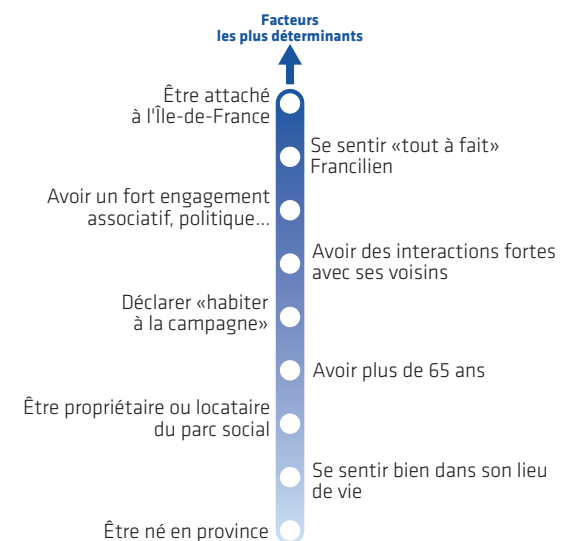 Facteurs
les plus déterminants
Être attaché
à l'Île-de-France
Se sentir «tout à fait»
Francilien
Avoir un fort engagement
associatif, politique...
Avoir des interactions fortes
avec ses voisins
Déclarer «habiter
à la campagne»
Avoir plus de 65 ans
Être propriétaire ou locataire
du parc social
Se sentir bien dans son lieu
de vie
Être né en province